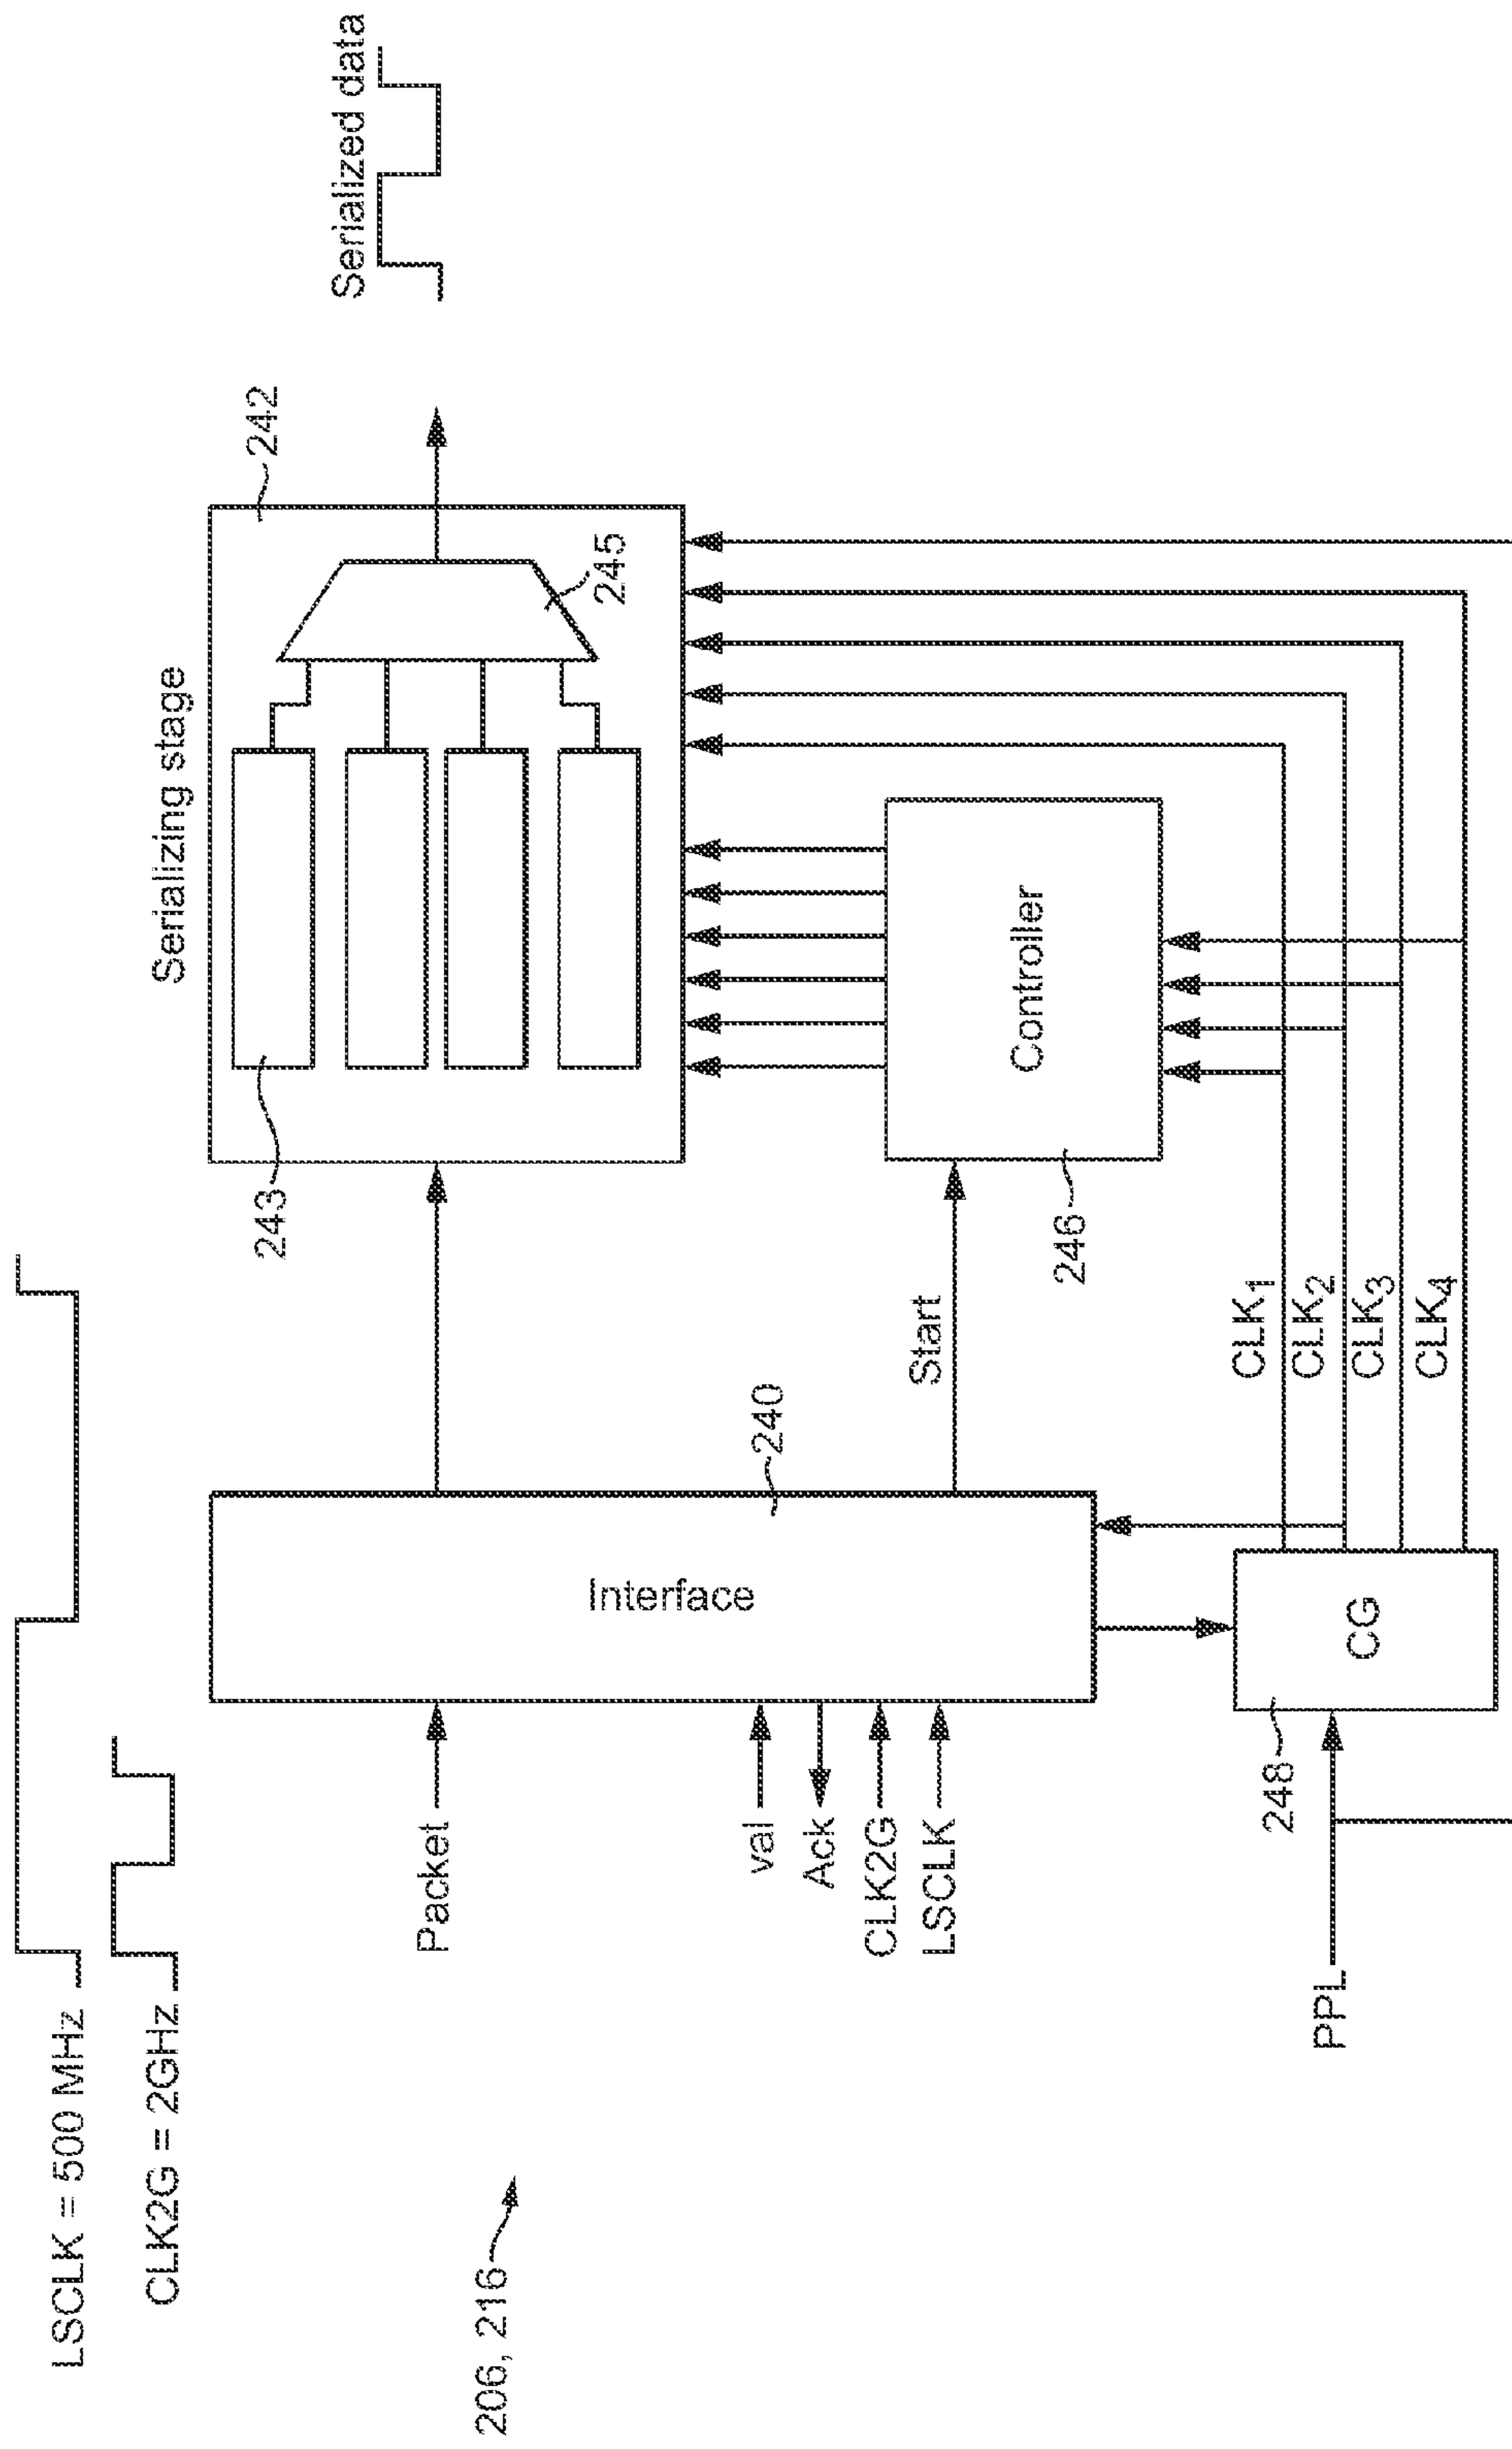 LSCLK = 500 MHz
CLK2G = 2GHz
Serialized data
Serializing stage
242
243
245
Packet
Interface
240
val
Ack
CLK2G
LSCLK
Start
Controller
246
CLK1
CLK2
CLK3
CLK4
248
CG
PPL
206, 216